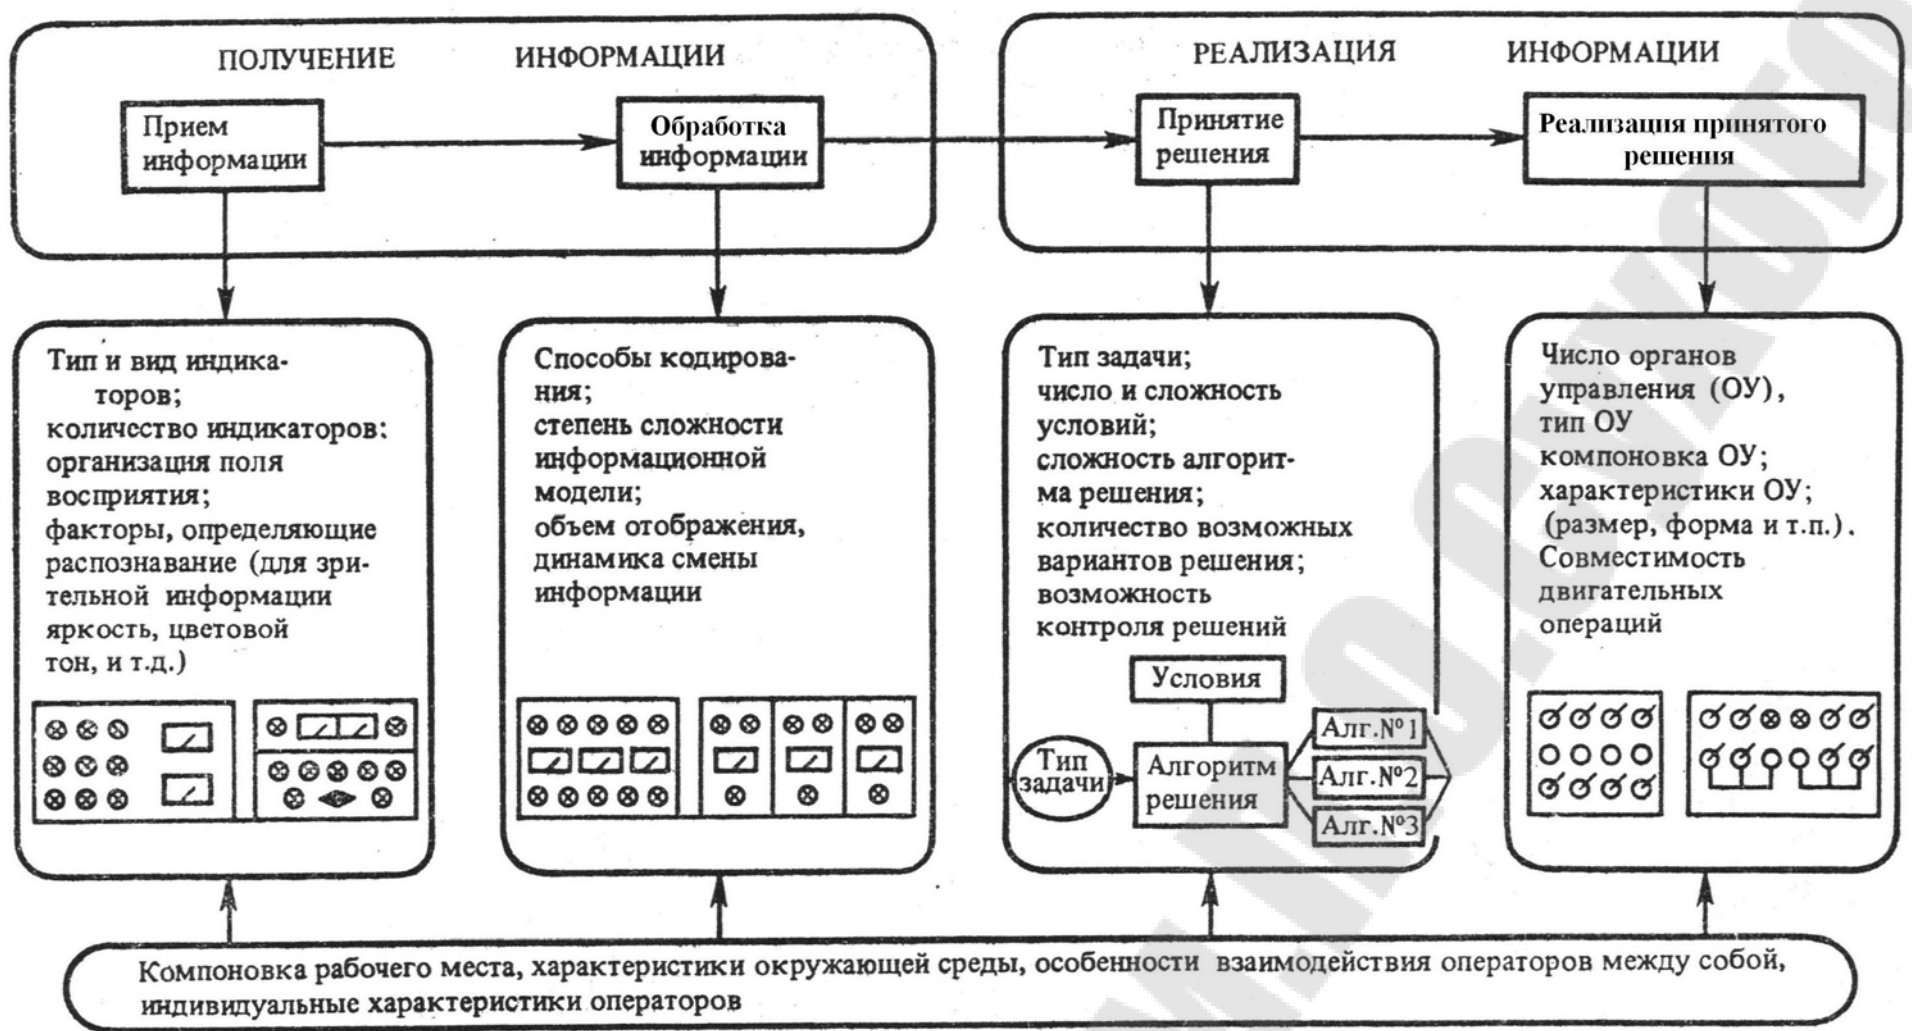 ПОЛУЧЕНИЕ ИНФОРМАЦИИ
Прием
информации
Обработка
информации
РЕАЛИЗАЦИЯ ИНФОРМАЦИИ
Принятие
решения
Реализация принятого
решения
Тип и вид индика-
торов;
количество индикаторов:
организация поля
восприятия;
факторы, определяющие
распознавание (для зри-
тельной информации
яркость, цветовой
тон, и т.д.)
Способы кодирова-
ния;
степень сложности
информационной
модели;
объем отображения,
динамика смены
информации
Тип задачи;
число и сложность
условий;
сложность алгорит-
ма решения;
количество возможных
вариантов решения;
возможность
контроля решений
Условия
Тип
задачи
Алгоритм
решения
Алг.№1
Алг.№2
Алг.№3
Число органов
управления (ОУ),
тип ОУ
компоновка ОУ;
характеристики ОУ;
(размер, форма и т.п.).
Совместимость
двигательных
операций
Компоновка рабочего места, характеристики окружающей среды, особенности взаимодействия операторов между собой,
индивидуальные характеристики операторов